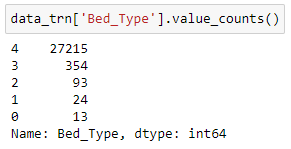 data_trn['Bed_Type'].value_counts()
4    27215
3      354
2       93
1       24
0       13
Name: Bed_Type, dtype: int64